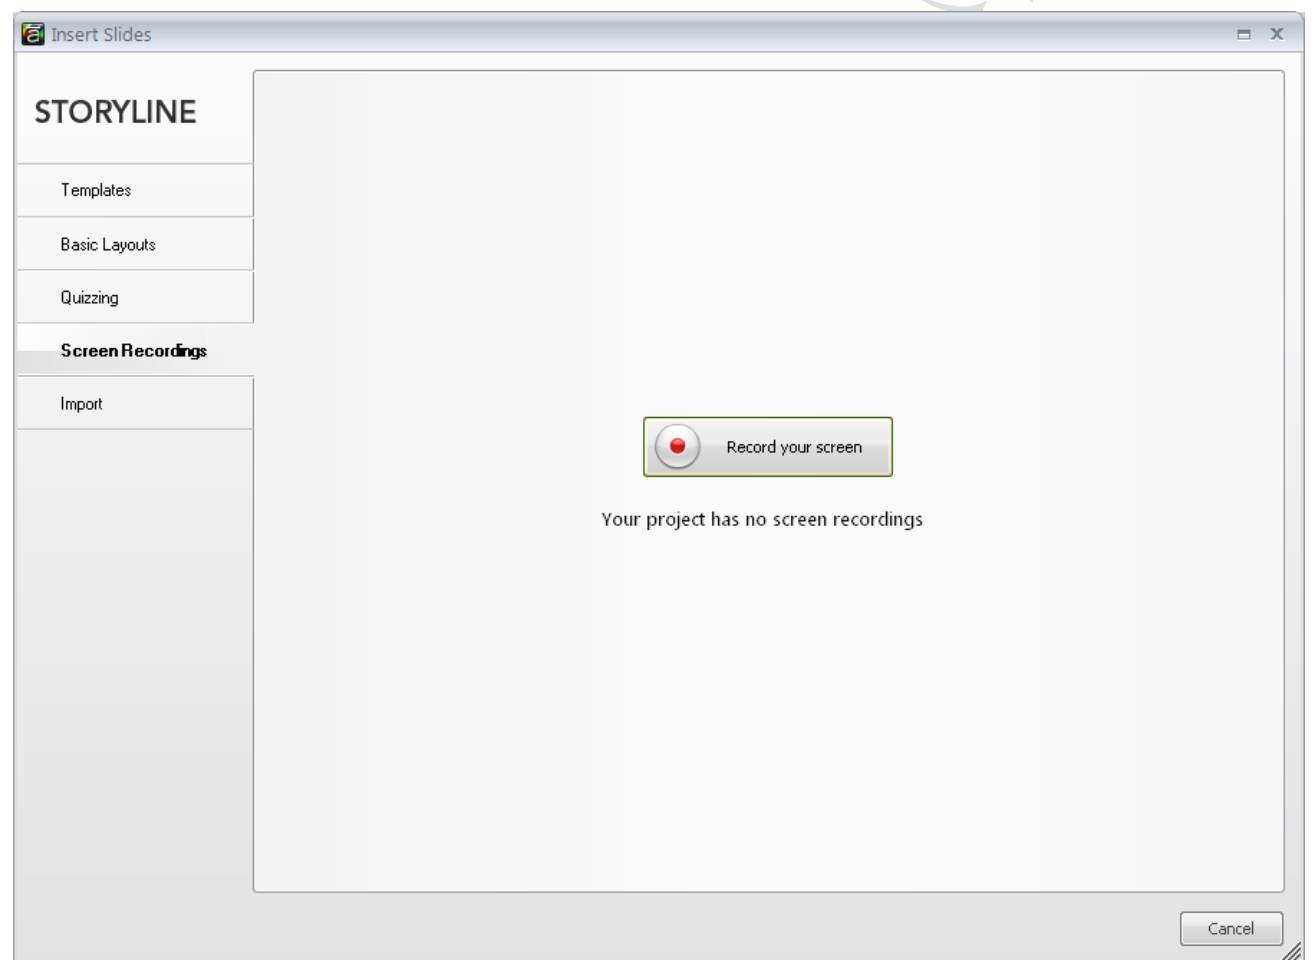 Insert Slides
STORYLINE
Templates
Basic Layouts
Quizzing
Screen Recordings
Import
Record your screen
Your project has no screen recordings
Cancel